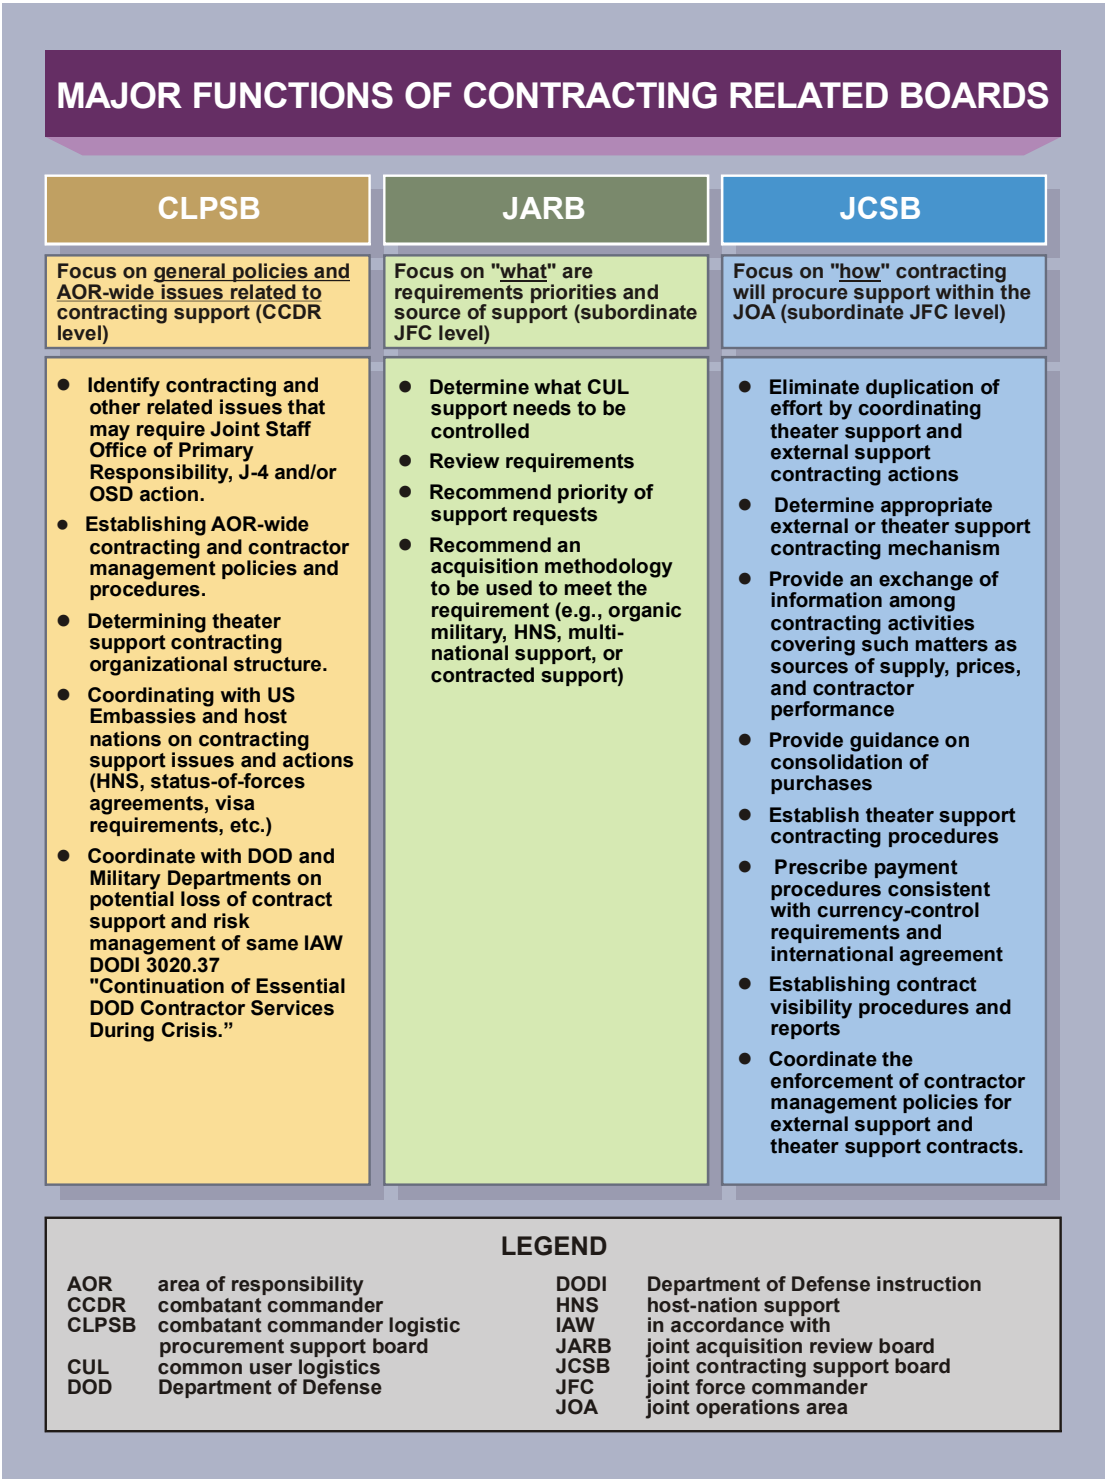 MAJOR FUNCTIONS OF CONTRACTING RELATED BOARDS
CLPSB
Focus on general policies and
AOR-wide issues related to
contracting support (CCDR
level)
● Identify contracting and
other related issues that
may require Joint Staff
Office of Primary
Responsibility, J-4 and/or
OSD action.
● Establishing AOR-wide
contracting and contractor
management policies and
procedures.
● Determining theater
support contracting
organizational structure.
● Coordinating with US
Embassies and host
nations on contracting
support issues and actions
(HNS, status-of-forces
agreements, visa
requirements, etc.)
● Coordinate with DOD and
Military Departments on
potential loss of contract
support and risk
management of same IAW
DODI 3020.37
"Continuation of Essential
DOD Contractor Services
During Crisis.”
JARB
Focus on "what" are
requirements priorities and
source of support (subordinate
JFC level)
● Determine what CUL
support needs to be
controlled
● Review requirements
● Recommend priority of
support requests
● Recommend an
acquisition methodology
to be used to meet the
requirement (e.g., organic
military, HNS, multi-
national support, or
contracted support)
JCSB
Focus on "how" contracting
will procure support within the
JOA (subordinate JFC level)
● Eliminate duplication of
effort by coordinating
theater support and
external support
contracting actions
● Determine appropriate
external or theater support
contracting mechanism
● Provide an exchange of
information among
contracting activities
covering such matters as
sources of supply, prices,
and contractor
performance
● Provide guidance on
consolidation of
purchases
● Establish theater support
contracting procedures
● Prescribe payment
procedures consistent
with currency-control
requirements and
international agreement
● Establishing contract
visibility procedures and
reports
● Coordinate the
enforcement of contractor
management policies for
external support and
theater support contracts.
LEGEND
AOR area of responsibility
CCDR combatant commander
CLPSB combatant commander logistic
procurement support board
CUL common user logistics
DOD Department of Defense
DODI Department of Defense instruction
HNS host-nation support
IAW in accordance with
JARB joint acquisition review board
JCSB joint contracting support board
JFC joint force commander
JOA joint operations area